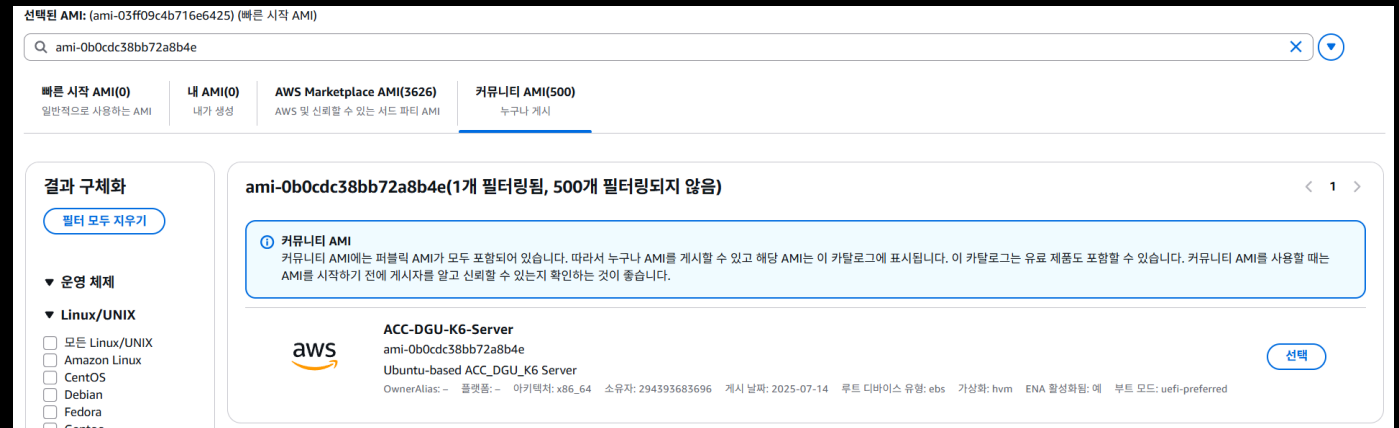 선택된 AMI: (ami-03ff09c4b716e6425) (빠른 시작 AMI)
ami-0b0cdc38bb72a8b4e
빠른 시작 AMI(0)
일반적으로 사용하는 AMI
내 AMI(0)
내가 생성
AWS Marketplace AMI(3626)
AWS 및 신뢰할 수 있는 서드 파티 AMI
커뮤니티 AMI(500)
누구나 게시
결과 구체화
필터 모두 지우기
운영 체제
Linux/UNIX
모든 Linux/UNIX
Amazon Linux
CentOS
Debian
Fedora
ami-0b0cdc38bb72a8b4e(1개 필터링됨, 500개 필터링되지 않음)
1
커뮤니티 AMI
커뮤니티 AMI에는 퍼블릭 AMI가 모두 포함되어 있습니다. 따라서 누구나 AMI를 게시할 수 있고 해당 AMI는 이 카탈로그에 표시됩니다. 이 카탈로그는 유료 제품도 포함할 수 있습니다. 커뮤니티 AMI를 사용할 때는
AMI를 시작하기 전에 게시자를 알고 신뢰할 수 있는지 확인하는 것이 좋습니다.
aws
ACC-DGU-K6-Server
ami-0b0cdc38bb72a8b4e
Ubuntu-based ACC_DGU_K6 Server
OwnerAlias: – 플랫폼: – 아키텍처: x86_64 소유자: 294393683696 게시 날짜: 2025-07-14 루트 디바이스 유형: ebs 가상화: hvm ENA 활성화됨: 예 부트 모드: uefi-preferred
선택